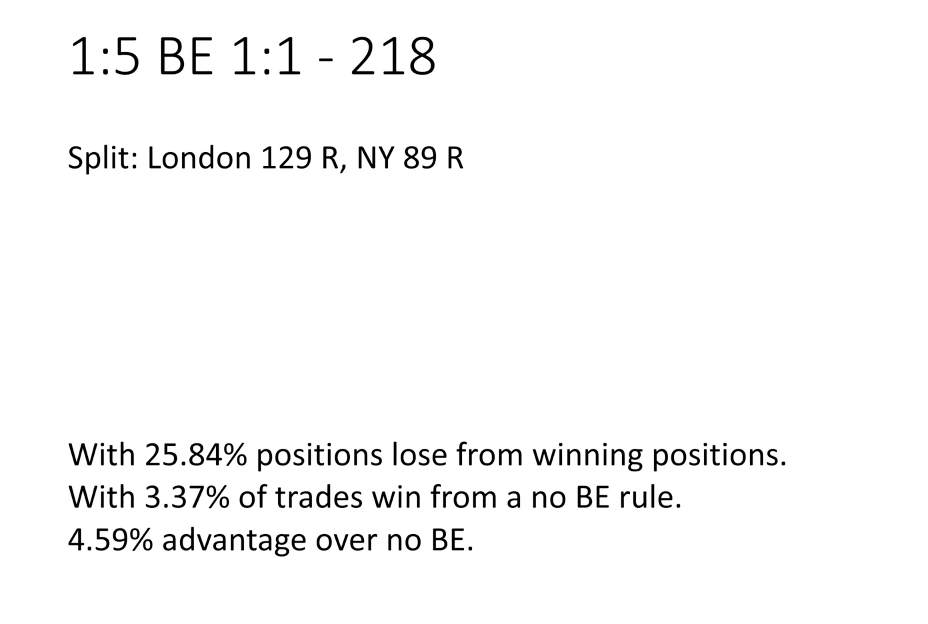 1:5 BE 1:1 - 218
Split: London 129 R, NY 89 R
With 25.84% positions lose from winning positions.
With 3.37% of trades win from a no BE rule.
4.59% advantage over no BE.